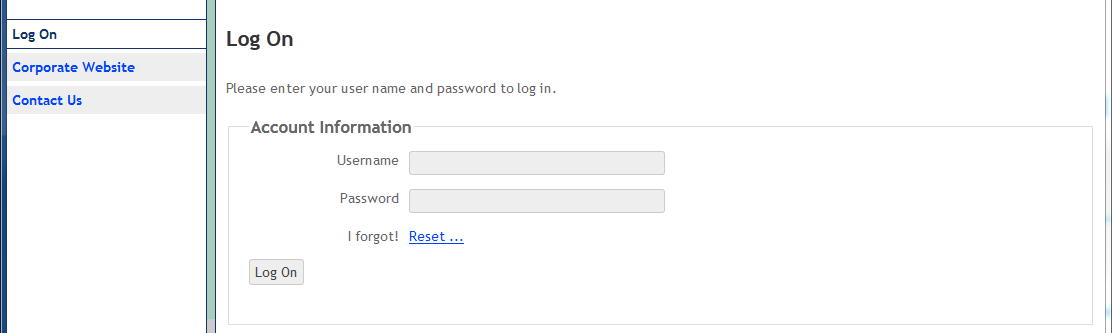 Log On
Corporate Website
Contact Us
Log On
Please enter your user name and password to log in.
Account Information
Username
Password
I forgot! Reset ...
Log On